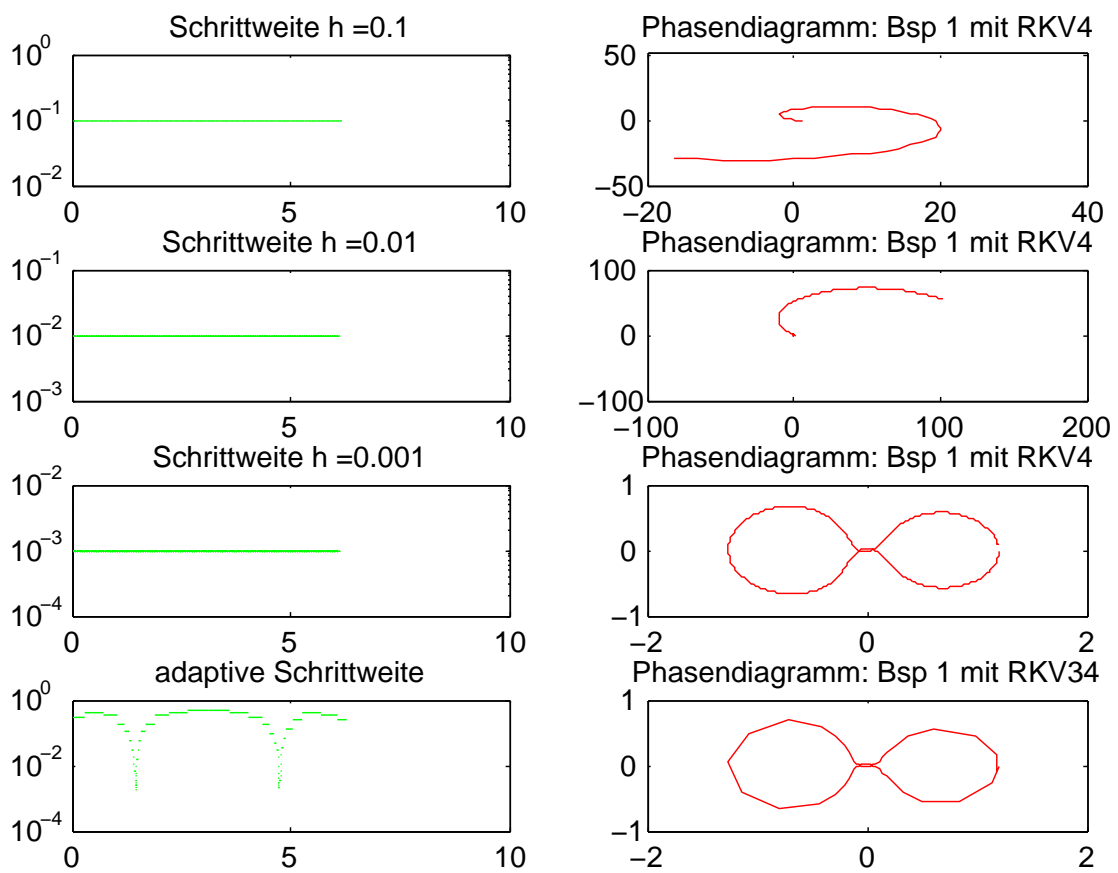 Schrittweite h =0.1
10^0
10^−1
10^−2
0 5 10
Phasendiagramm: Bsp 1 mit RKV4
50
0
−50
−20 0 20 40
Schrittweite h =0.01
10^−1
10^−2
10^−3
0 5 10
Phasendiagramm: Bsp 1 mit RKV4
100
0
−100
−100 0 100 200
Schrittweite h =0.001
10^−2
10^−3
10^−4
0 5 10
Phasendiagramm: Bsp 1 mit RKV4
1
0
−1
−2 0 2
adaptive Schrittweite
10^0
10^−2
10^−4
0 5 10
Phasendiagramm: Bsp 1 mit RKV34
1
0
−1
−2 0 2